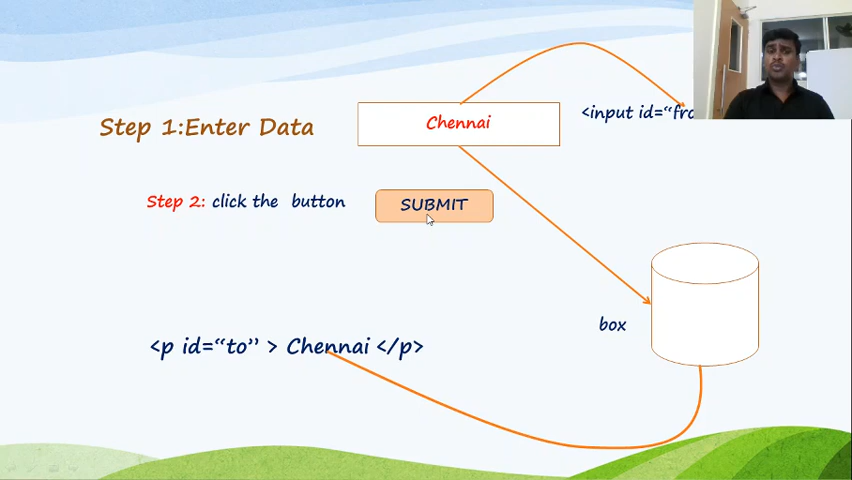 Chennai
<input id="fro
Step 1:Enter Data
Step 2: click the button
SUBMIT
box
<p id="to" > Chennai </p>